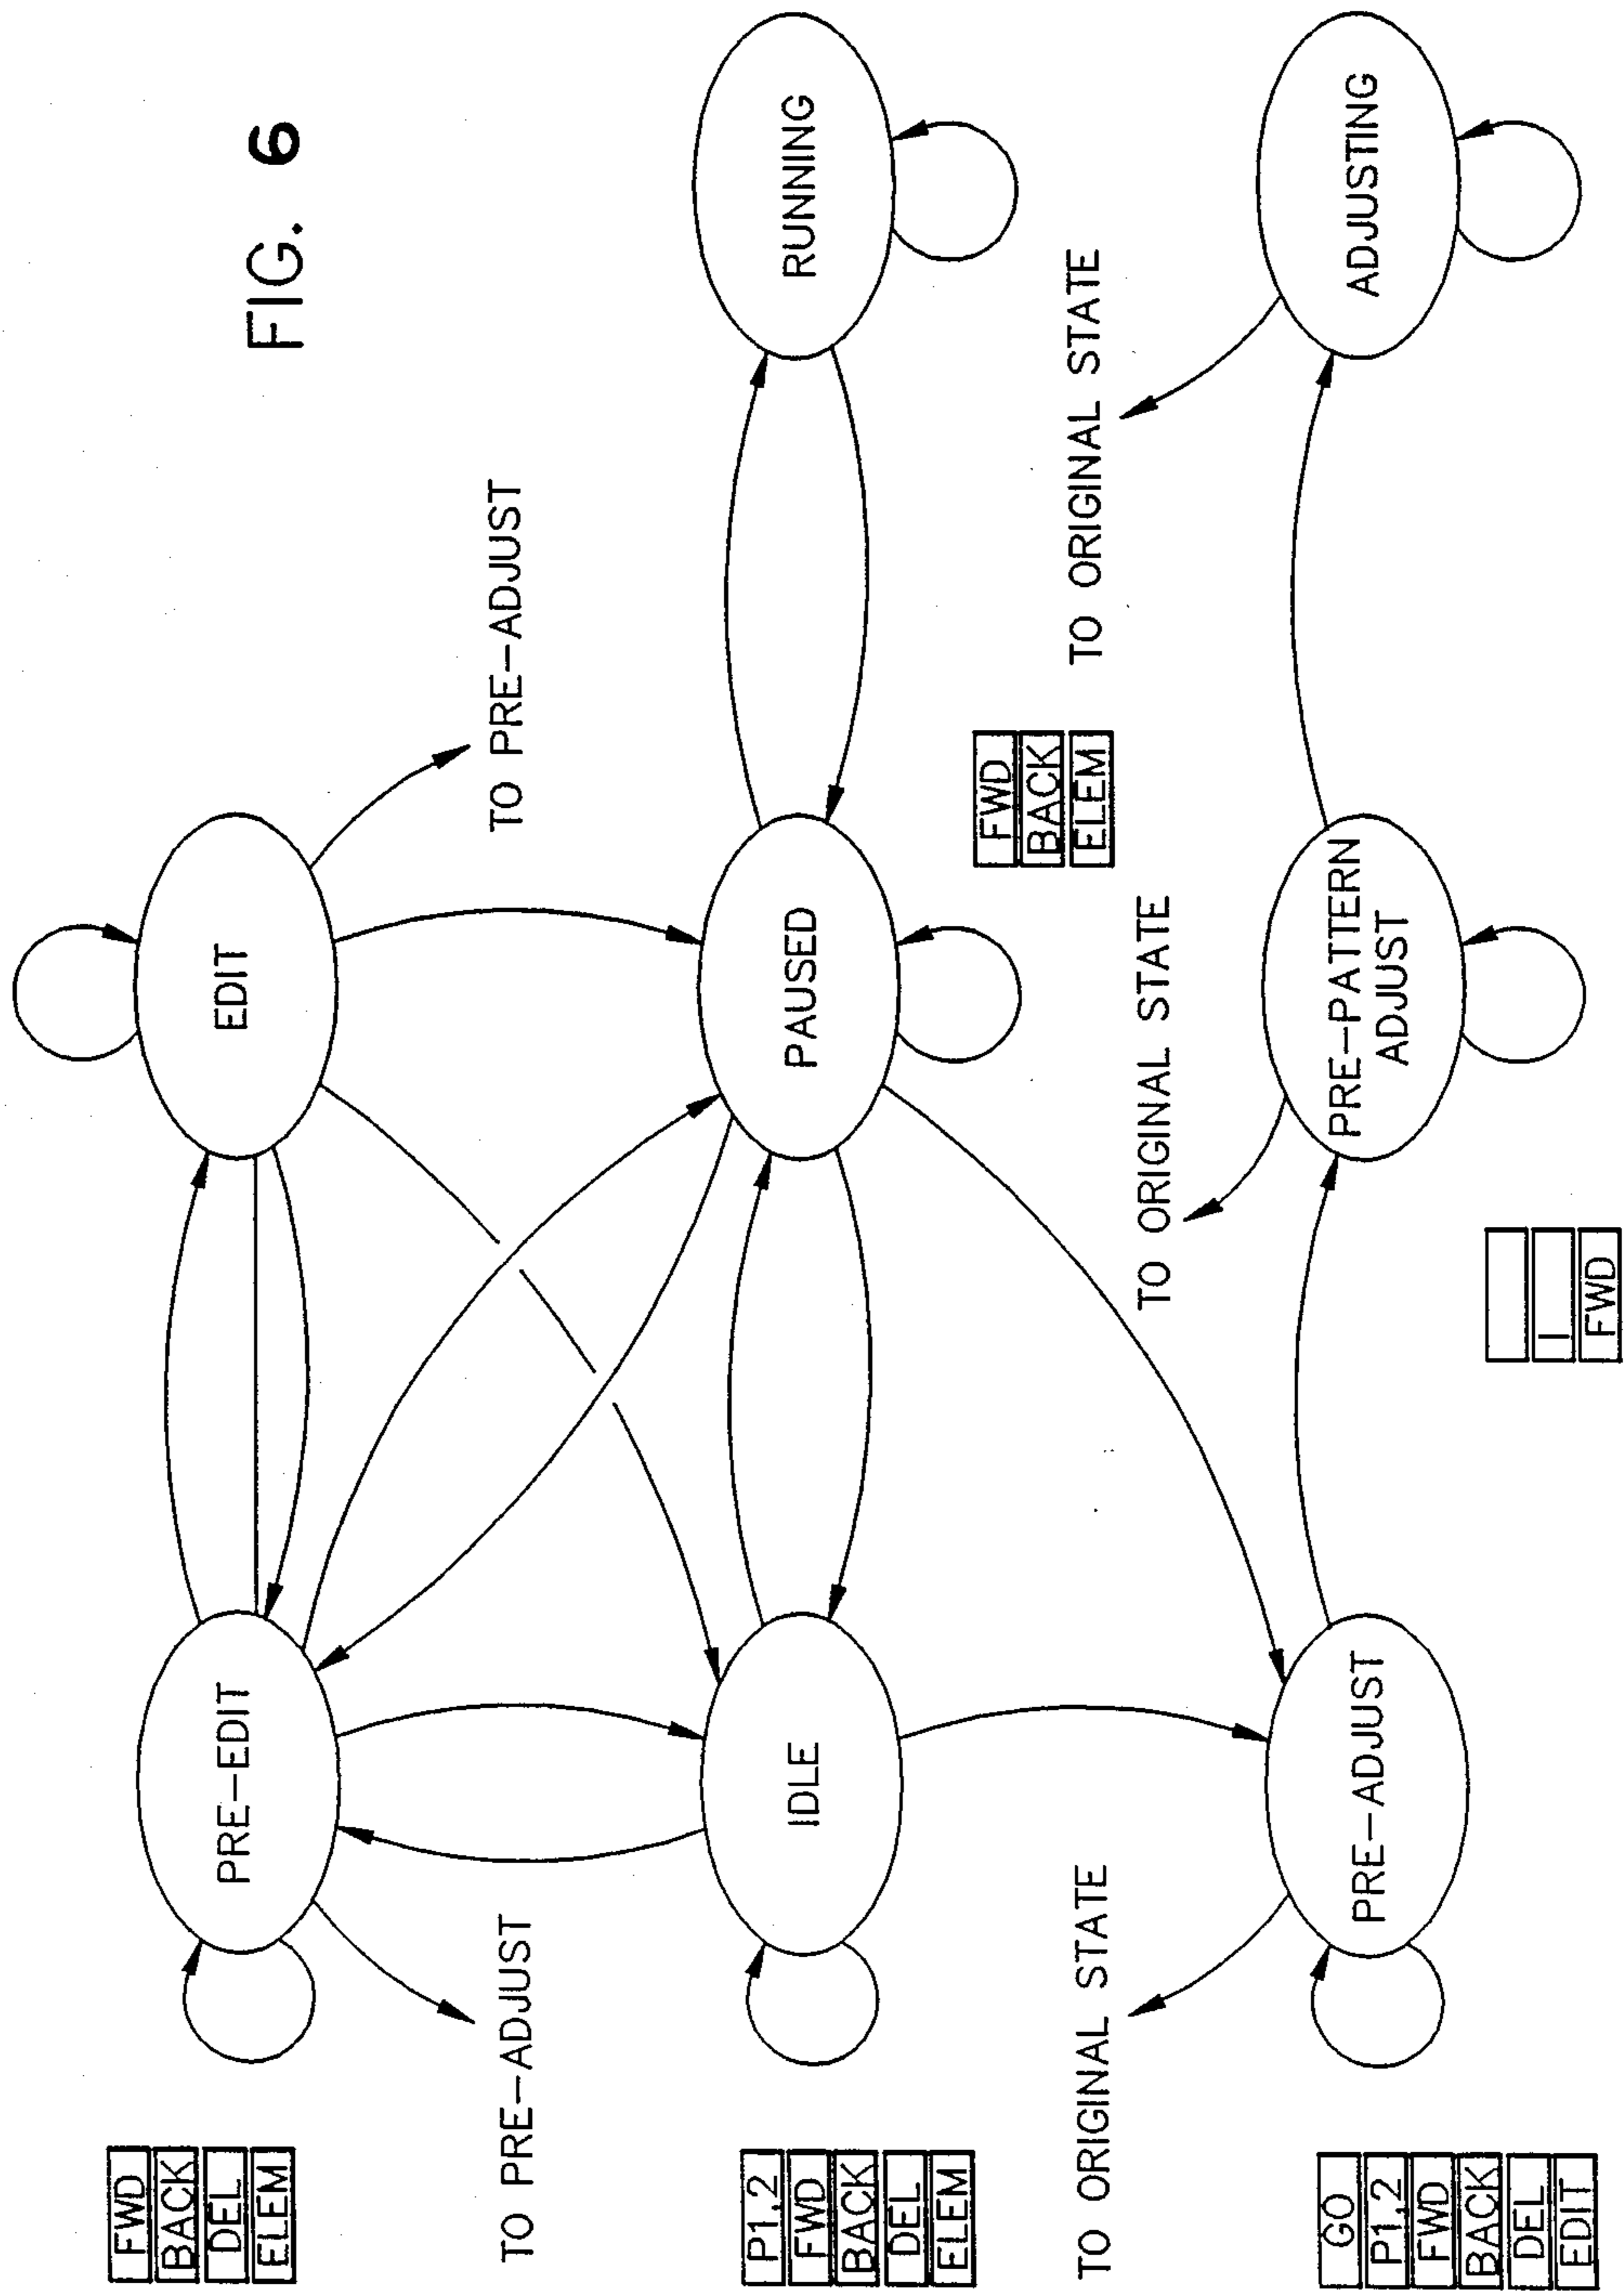 FIG. 6
FWD
BACK
DEL
ELEM
PRE-EDIT
EDIT
TO PRE-ADJUST
TO PRE-ADJUST
P1,2
FWD
BACK
DEL
ELEM
IDLE
PAUSED
RUNNING
FWD
BACK
ELEM
TO ORIGINAL STATE
TO ORIGINAL STATE
TO ORIGINAL STATE
GO
P1,2
FWD
BACK
DEL
EDIT
PRE-ADJUST
PRE-PATTERN
ADJUST
ADJUSTING
FWD